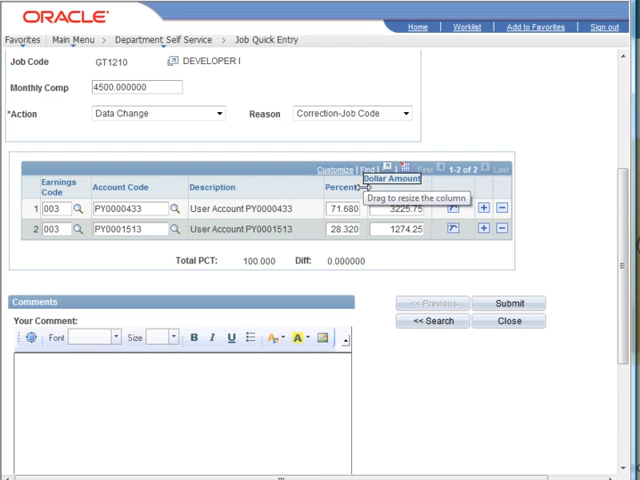 ORACLE
Home Worklist Add to Favorites Sign out
Favorites Main Menu > Department Self Service > Job Quick Entry
Job Code GT1210 DEVELOPER I
Monthly Comp 4500.000000
*Action Data Change Reason Correction-Job Code
Customize | Find | First 1-2 of 2 Last
Earnings Code Account Code Description Percent Dollar Amount
Drag to resize the column
1 003 PY0000433 User Account PY0000433 71.680 3225.75
2 003 PY0001513 User Account PY0001513 28.320 1274.25
Total PCT: 100.000 Diff: 0.000000
Comments
<< Previous Submit
Your Comment:
<< Search Close
Font Size B I U A A